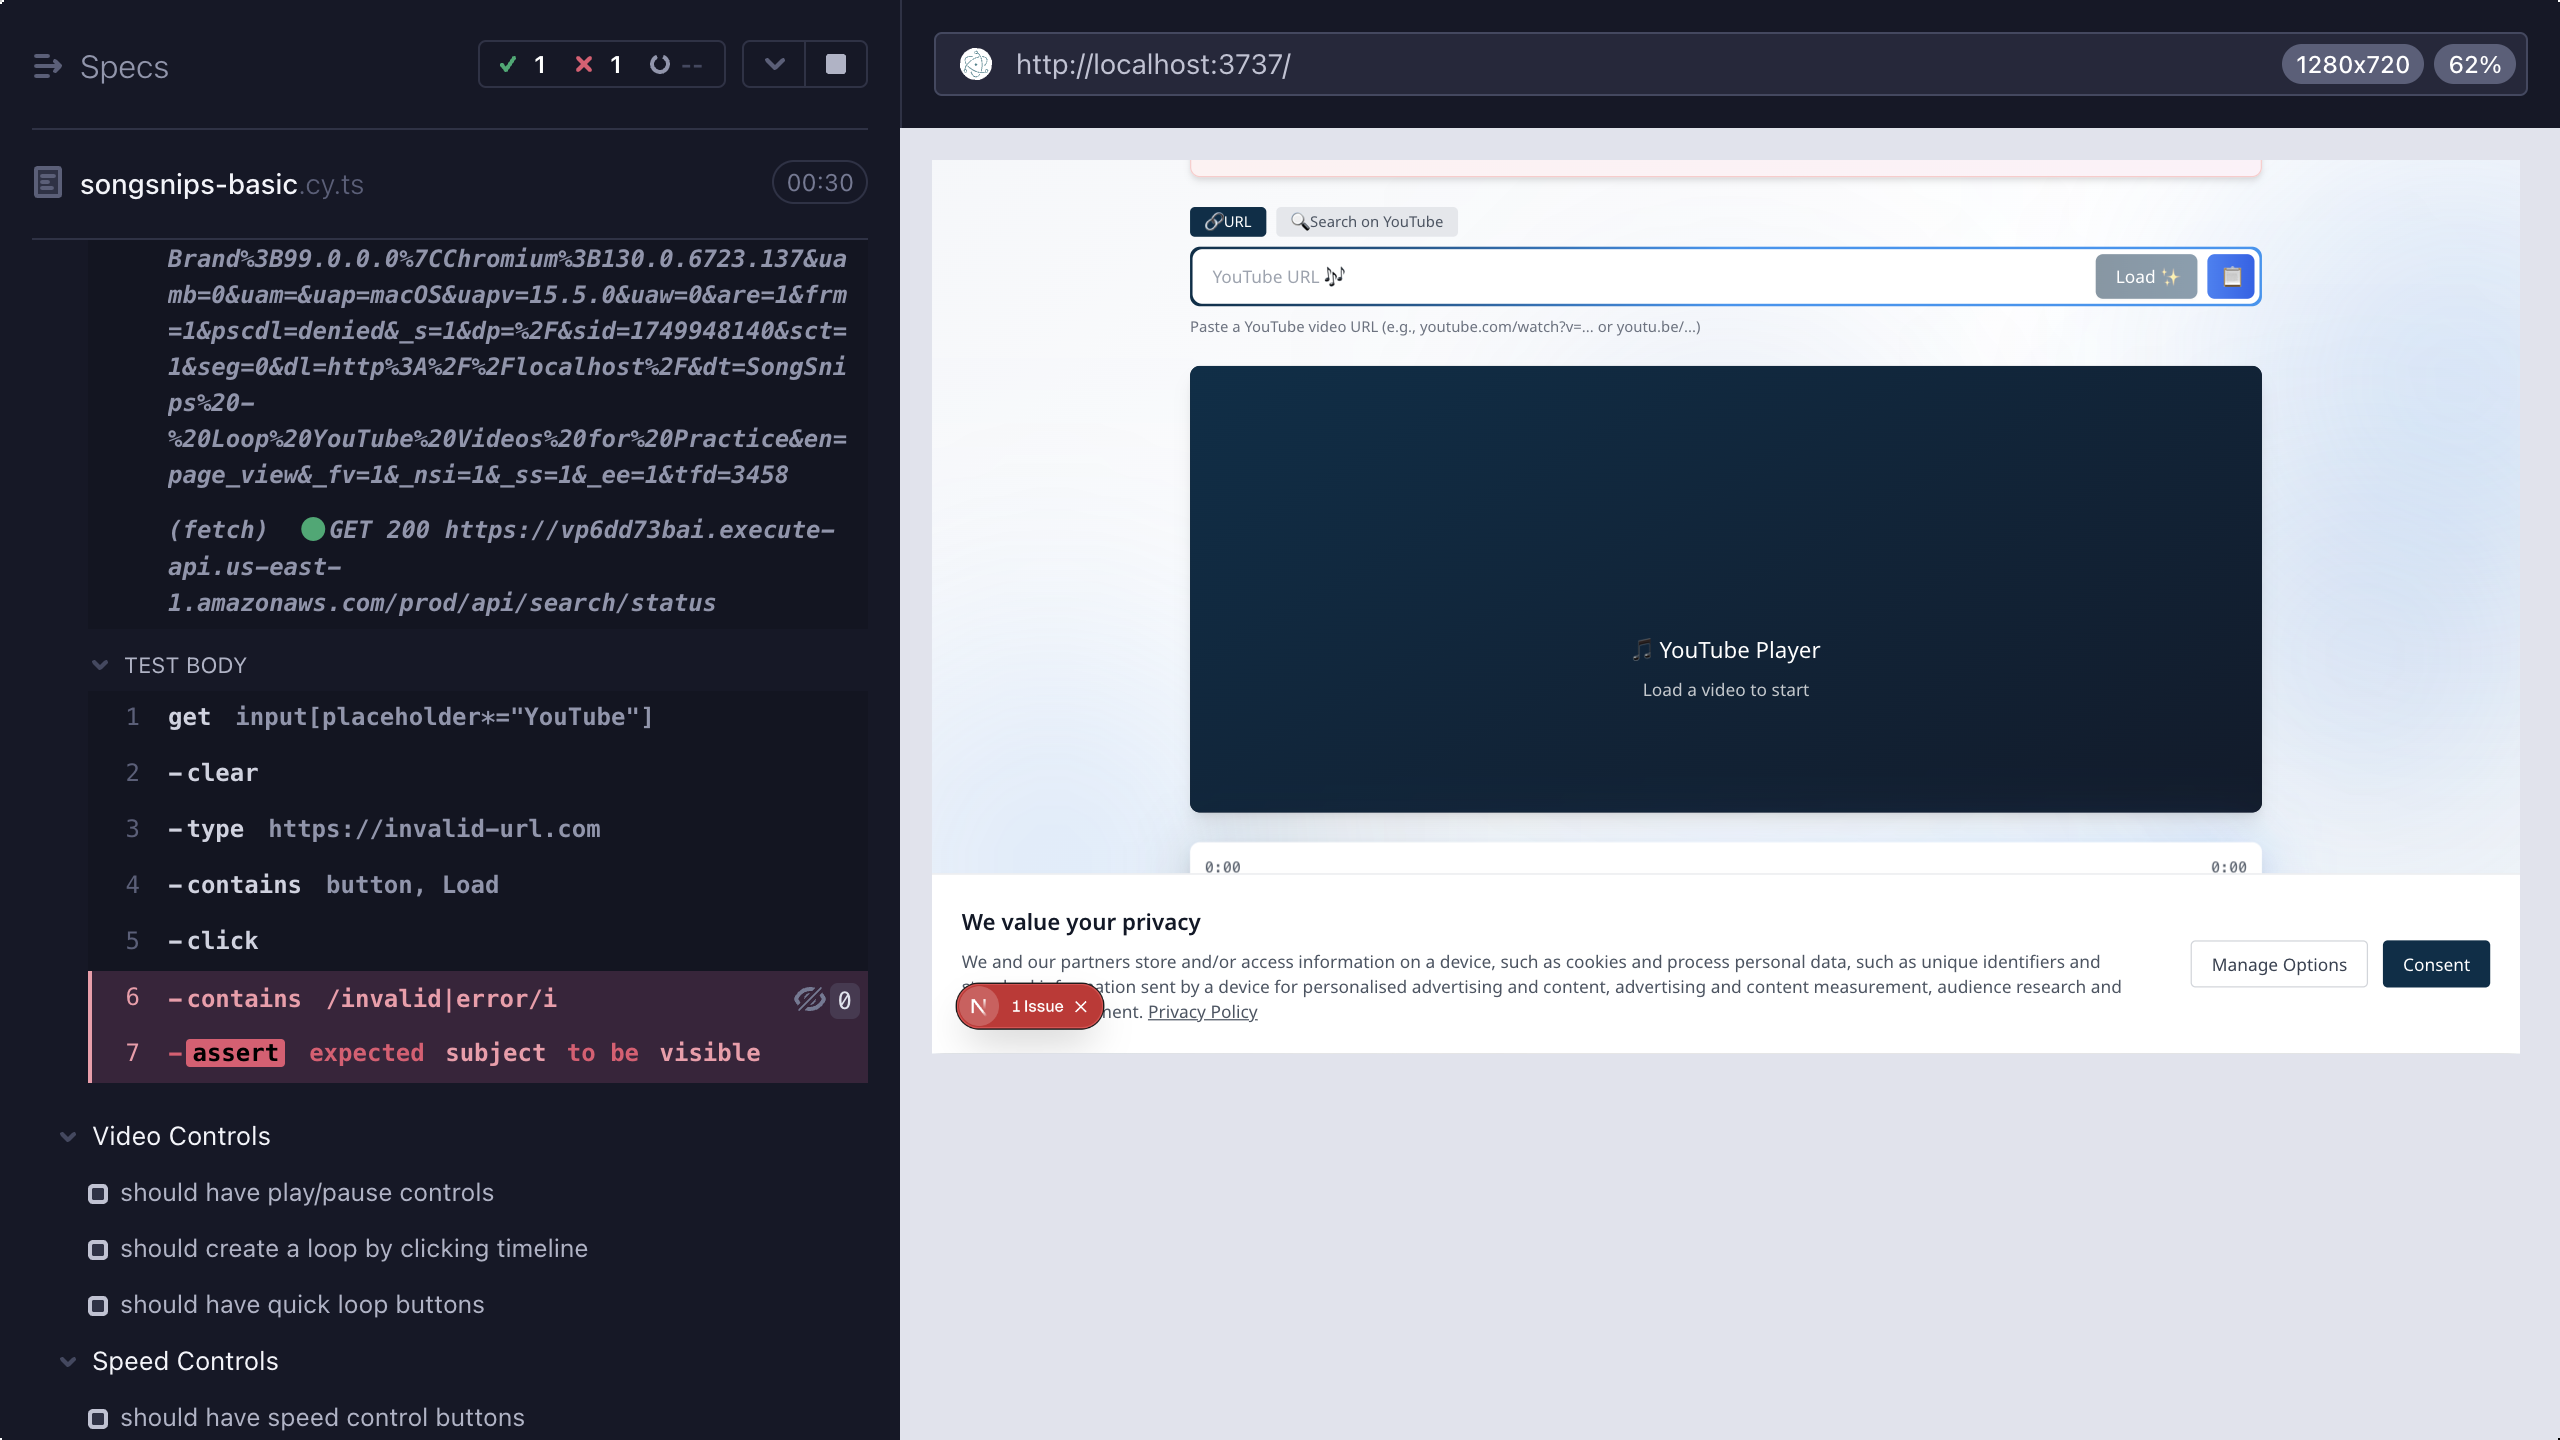 Specs
1
1
--
songsnips-basic.cy.ts
00:30
Brand%3B99.0.0.0%7CChromium%3B130.0.6723.137&ua
mb=0&uam=&uap=macOS&uapv=15.5.0&uaw=0&are=1&frm
=1&pscdl=denied&_s=1&dp=%2F&sid=1749948140&sct=
1&seg=0&dl=http%3A%2F%2Flocalhost%2F&dt=SongSni
ps%20-
%20Loop%20YouTube%20Videos%20for%20Practice&en=
page_view&_fv=1&_nsi=1&_ss=1&_ee=1&tfd=3458
(fetch) GET 200 https://vp6dd73bai.execute-
api.us-east-
1.amazonaws.com/prod/api/search/status
TEST BODY
1 get input[placeholder*="YouTube"]
2 -clear
3 -type https://invalid-url.com
4 -contains button, Load
5 -click
6 -contains /invalid|error/i 0
7 -assert expected subject to be visible
Video Controls
should have play/pause controls
should create a loop by clicking timeline
should have quick loop buttons
Speed Controls
should have speed control buttons
http://localhost:3737/
1280x720
62%
🔗URL
🔍Search on YouTube
YouTube URL 🎶
Load ✨
📋
Paste a YouTube video URL (e.g., youtube.com/watch?v=... or youtu.be/...)
🎵 YouTube Player
Load a video to start
0:00
0:00
We value your privacy
We and our partners store and/or access information on a device, such as cookies and process personal data, such as unique identifiers and
sent by a device for personalised advertising and content, advertising and content measurement, audience research and
Privacy Policy
Manage Options
Consent
N
1 Issue